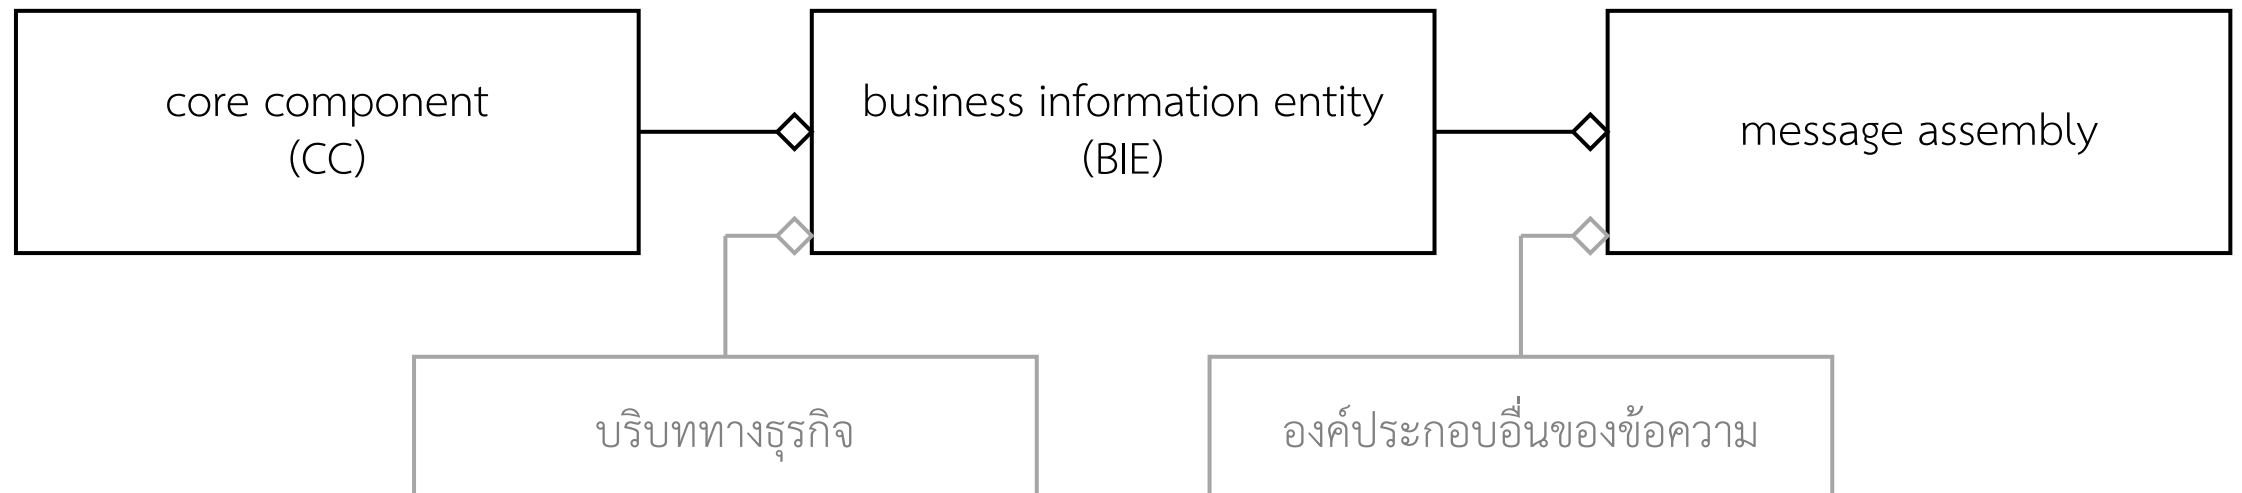 core component
(CC)
business information entity
(BIE)
message assembly
บริบททางธุรกิจ
องค์ประกอบอื่นของข้อความ